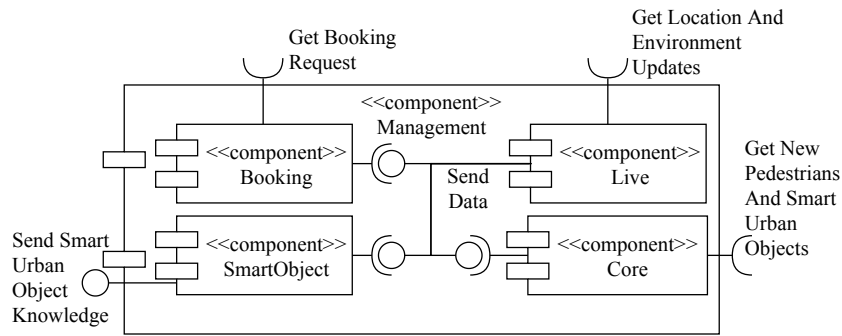 Get Booking
Request
Get Location And
Environment
Updates
<<component>>
Management
<<component>>
Booking
<<component>>
Live
Send
Data
Get New
Pedestrians
And Smart
Urban
Objects
Send Smart
Urban
Object
Knowledge
<<component>>
SmartObject
<<component>>
Core